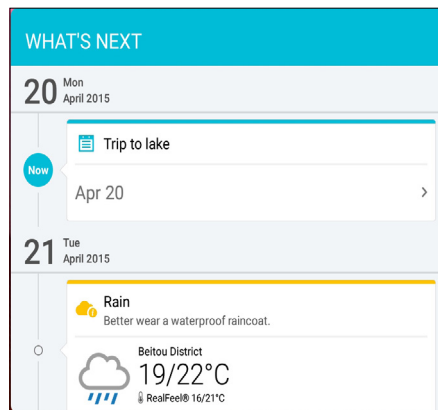 WHAT'S NEXT
20 Mon
April 2015
Trip to lake
Now
Apr 20
21 Tue
April 2015
Rain
Better wear a waterproof raincoat.
Beitou District
19/22°C
RealFeel® 16/21°C